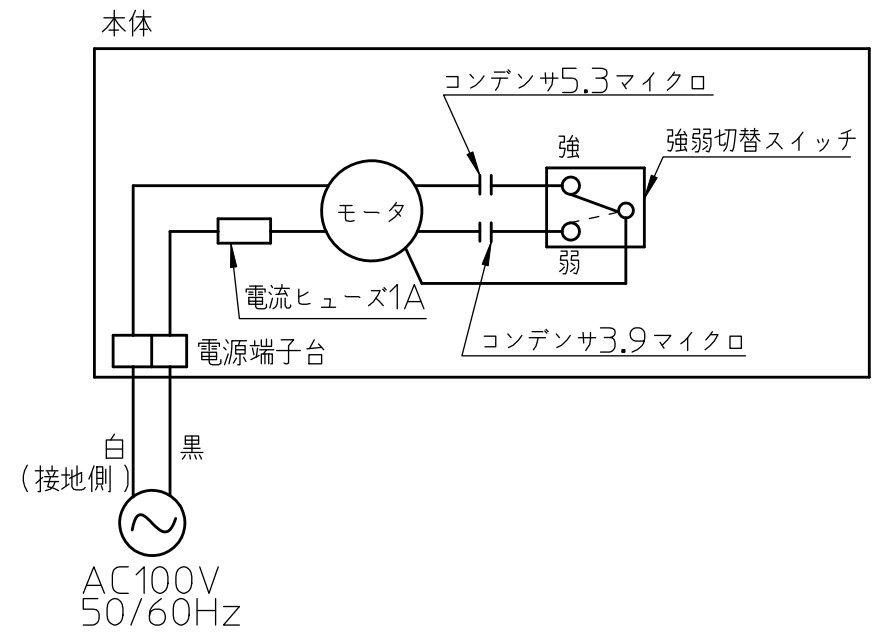 本体
コンデンサ5.3マイクロ
強
強弱切替スイッチ
モータ
弱
電流ヒューズ1A
コンデンサ3.9マイクロ
電源端子台
白
黒
(接地側)
AC100V
50/60Hz